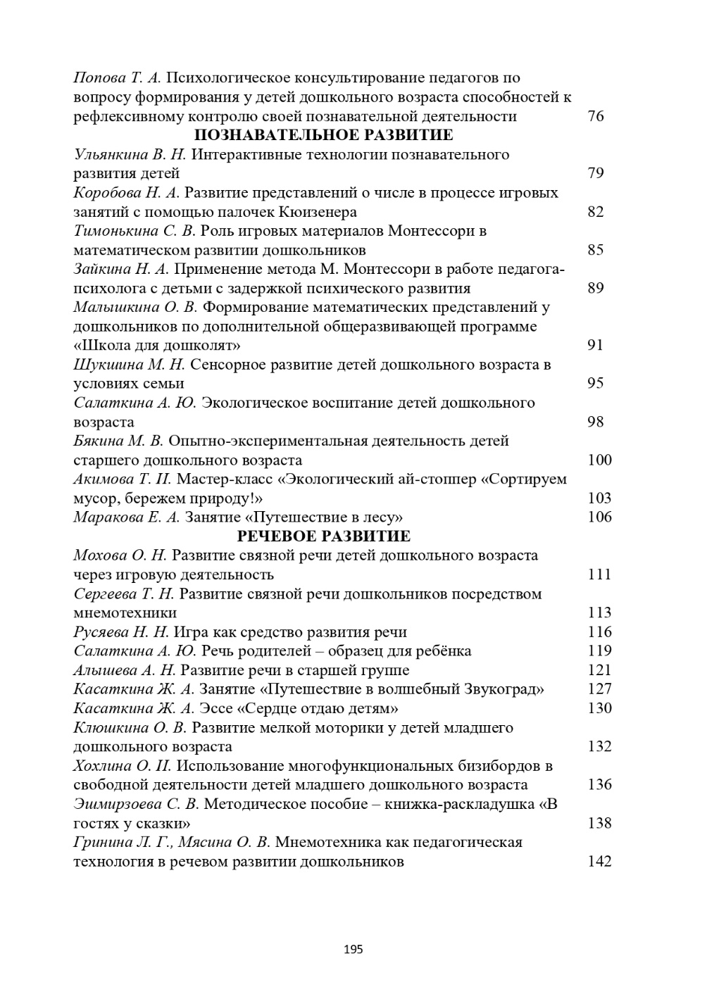 Попова Т. А. Психологическое консультирование педагогов по
вопросу формирования у детей дошкольного возраста способностей к
рефлексивному контролю своей познавательной деятельности 76
ПОЗНАВАТЕЛЬНОЕ РАЗВИТИЕ
Ульянкина В. Н. Интерактивные технологии познавательного
развития детей 79
Коробова Н. А. Развитие представлений о числе в процессе игровых
занятий с помощью палочек Кюизенера 82
Тимонькина С. В. Роль игровых материалов Монтессори в
математическом развитии дошкольников 85
Зайкина Н. А. Применение метода М. Монтессори в работе педагога-
психолога с детьми с задержкой психического развития 89
Малышкина О. В. Формирование математических представлений у
дошкольников по дополнительной общеразвивающей программе
«Школа для дошколят» 91
Шукшина М. Н. Сенсорное развитие детей дошкольного возраста в
условиях семьи 95
Салаткина А. Ю. Экологическое воспитание детей дошкольного
возраста 98
Бякина М. В. Опытно-экспериментальная деятельность детей
старшего дошкольного возраста 100
Акимова Т. П. Мастер-класс «Экологический ай-стоппер «Сортируем
мусор, бережем природу!» 103
Маракова Е. А. Занятие «Путешествие в лесу» 106
РЕЧЕВОЕ РАЗВИТИЕ
Мохова О. Н. Развитие связной речи детей дошкольного возраста
через игровую деятельность 111
Сергеева Т. Н. Развитие связной речи дошкольников посредством
мнемотехники 113
Русяева Н. Н. Игра как средство развития речи 116
Салаткина А. Ю. Речь родителей – образец для ребёнка 119
Алышева А. Н. Развитие речи в старшей группе 121
Касаткина Ж. А. Занятие «Путешествие в волшебный Звукоград» 127
Касаткина Ж. А. Эссе «Сердце отдаю детям» 130
Клюшкина О. В. Развитие мелкой моторики у детей младшего
дошкольного возраста 132
Хохлина О. П. Использование многофункциональных бизибордов в
свободной деятельности детей младшего дошкольного возраста 136
Эшмирзоева С. В. Методическое пособие – книжка-раскладушка «В
гостях у сказки» 138
Гринина Л. Г., Мясина О. В. Мнемотехника как педагогическая
технология в речевом развитии дошкольников 142
195